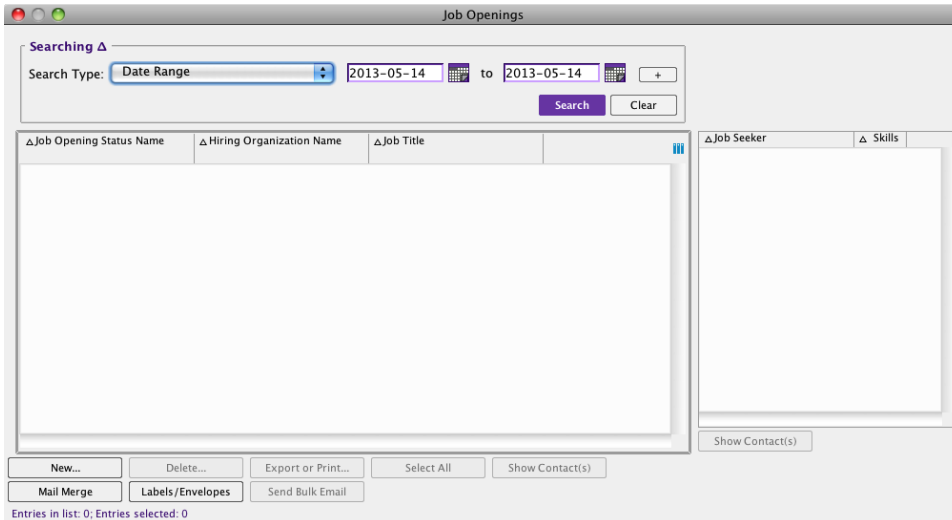 Job Openings
Searching Δ
Search Type: Date Range 2013-05-14 to 2013-05-14 +
Search Clear
△Job Opening Status Name △Hiring Organization Name △Job Title
△Job Seeker △ Skills
Show Contact(s)
New... Delete... Export or Print... Select All Show Contact(s)
Mail Merge Labels/Envelopes Send Bulk Email
Entries in list: 0; Entries selected: 0